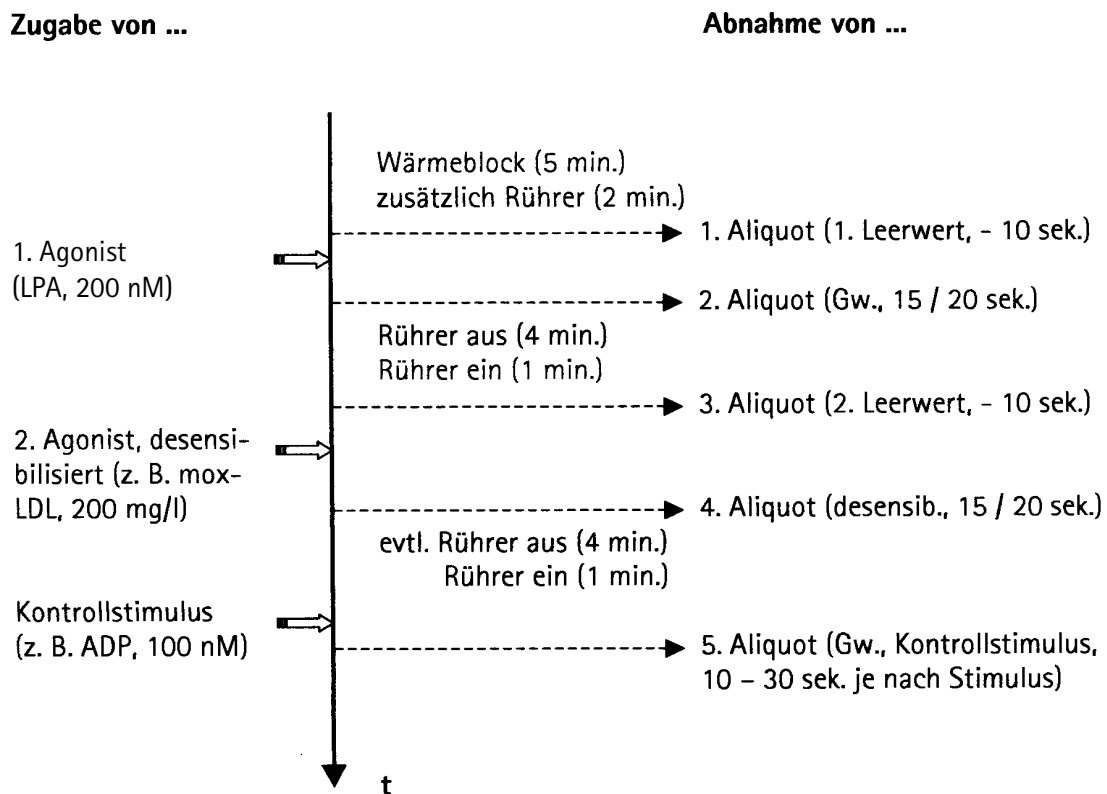 Zugabe von ...
Abnahme von ...
Wärmeblock (5 min.)
zusätzlich Rührer (2 min.)
1. Aliquot (1. Leerwert, - 10 sek.)
1. Agonist
(LPA, 200 nM)
2. Aliquot (Gw., 15 / 20 sek.)
Rührer aus (4 min.)
Rührer ein (1 min.)
3. Aliquot (2. Leerwert, - 10 sek.)
2. Agonist, desensi-
bilisiert (z. B. mox-
LDL, 200 mg/l)
4. Aliquot (desensib., 15 / 20 sek.)
evtl. Rührer aus (4 min.)
Rührer ein (1 min.)
Kontrollstimulus
(z. B. ADP, 100 nM)
5. Aliquot (Gw., Kontrollstimulus,
10 – 30 sek. je nach Stimulus)
t